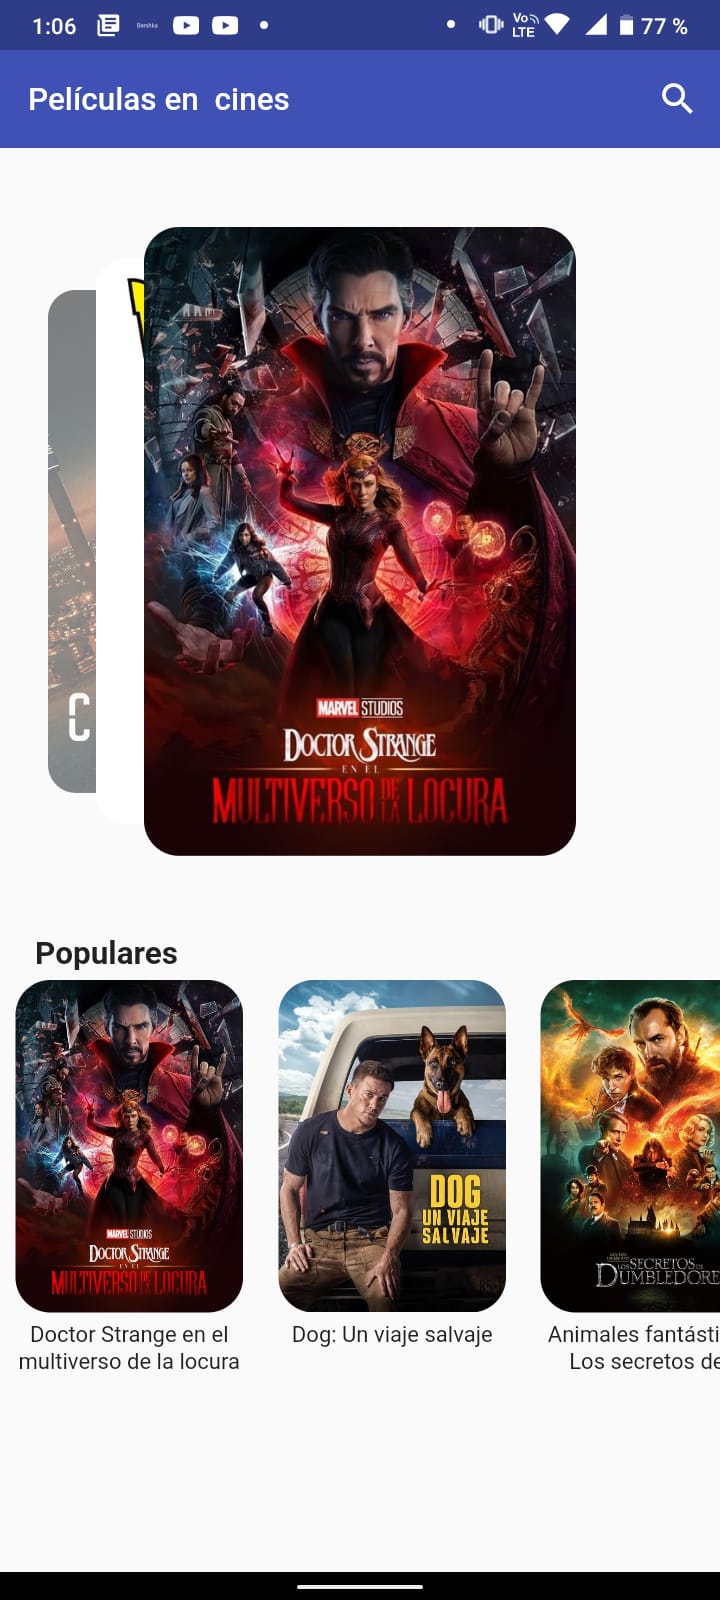 1:06
Bershka
Vo
LTE
77 %
Películas en  cines
C
MARVEL STUDIOS
DOCTOR STRANGE
EN EL
MULTIVERSO DE LA LOCURA
Populares
MARVEL STUDIOS
DOCTOR STRANGE
EN EL
MULTIVERSO DE LA LOCURA
DOG
UN VIAJE
SALVAJE
LOS SECRETOS DE
DUMBLEDORE
Doctor Strange en el
multiverso de la locura
Dog: Un viaje salvaje
Animales fantásti
Los secretos de